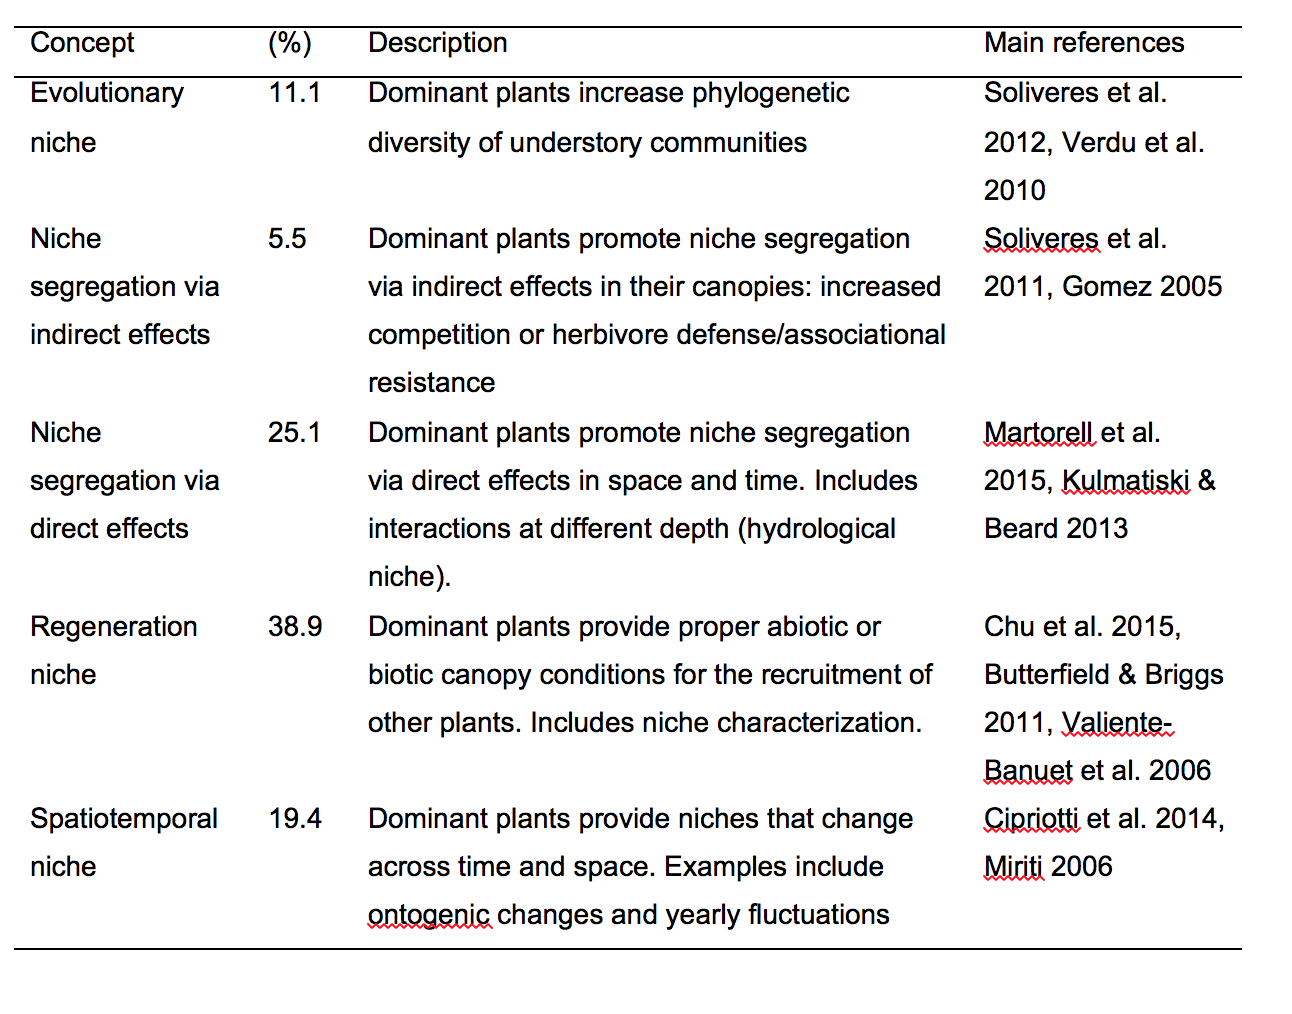 Concept (%) Description Main references
Evolutionary 11.1 Dominant plants increase phylogenetic Soliveres et al.
niche diversity of understory communities 2012, Verdu et al.
2010
Niche 5.5 Dominant plants promote niche segregation Soliveres et al.
segregation via via indirect effects in their canopies: increased 2011, Gomez 2005
indirect effects competition or herbivore defense/associational
resistance
Niche 25.1 Dominant plants promote niche segregation Martorell et al.
segregation via via direct effects in space and time. Includes 2015, Kulmatiski &
direct effects interactions at different depth (hydrological Beard 2013
niche).
Regeneration 38.9 Dominant plants provide proper abiotic or Chu et al. 2015,
niche biotic canopy conditions for the recruitment of Butterfield & Briggs
other plants. Includes niche characterization. 2011, Valiente-
Banuet et al. 2006
Spatiotemporal 19.4 Dominant plants provide niches that change Cipriotti et al. 2014,
niche across time and space. Examples include Miriti 2006
ontogenic changes and yearly fluctuations